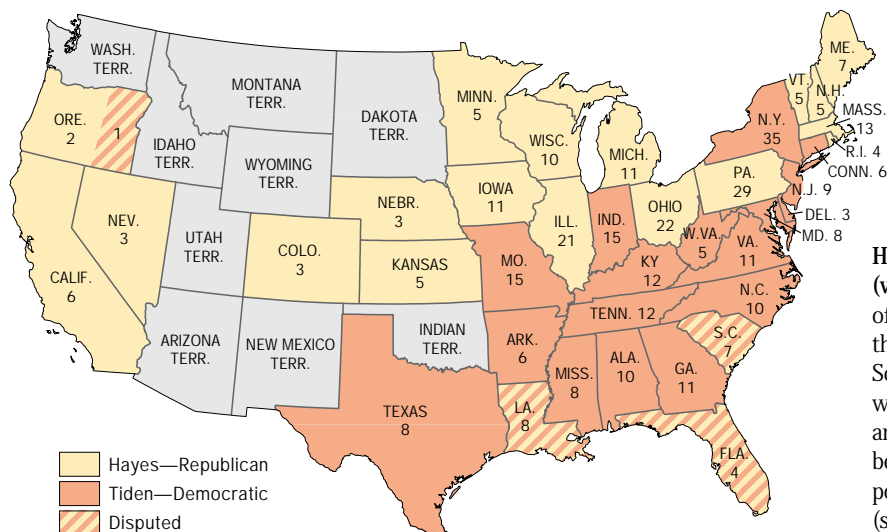 WASH.
TERR.
MONTANA
TERR.
DAKOTA
TERR.
MINN.
5
ME.
7
VT.
5
N.H.
5
MASS.
13
ORE.
2
1
IDAHO
TERR.
WYOMING
TERR.
WISC.
10
MICH.
11
N.Y.
35
R.I. 4
CONN. 6
NEV.
3
UTAH
TERR.
COLO.
3
NEBR.
3
IOWA
11
ILL.
21
IND.
15
OHIO
22
PA.
29
N.J. 9
DEL. 3
MD. 8
CALIF.
6
KANSAS
5
MO.
15
KY
12
W.VA.
5
VA.
11
N.C.
10
ARIZONA
TERR.
NEW MEXICO
TERR.
INDIAN
TERR.
ARK.
6
TENN. 12
S.C.
7
TEXAS
8
LA.
8
MISS.
8
ALA.
10
GA.
11
FLA.
4
Hayes—Republican
Tiden—Democratic
Disputed
H
(v
of
th
So
w
ar
be
po
(s